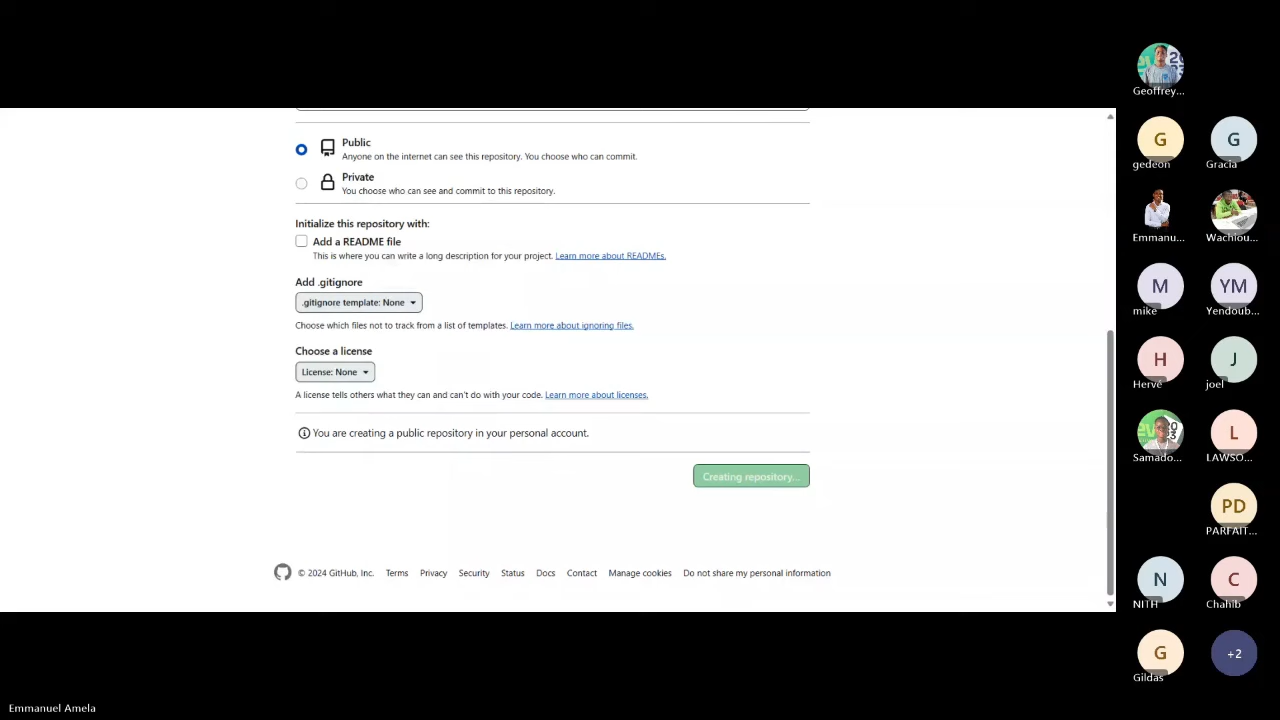 Public
Anyone on the internet can see this repository. You choose who can commit.
Private
You choose who can see and commit to this repository.
Initialize this repository with:
Add a README file
This is where you can write a long description for your project. Learn more about READMEs.
Add .gitignore
.gitignore template: None
Choose which files not to track from a list of templates. Learn more about ignoring files.
Choose a license
License: None
A license tells others what they can and can't do with your code. Learn more about licenses.
You are creating a public repository in your personal account.
Creating repository...
© 2024 GitHub, Inc. Terms Privacy Security Status Docs Contact Manage cookies Do not share my personal information
Emmanuel Amela
Geoffrey...
G G
gedeon Gracia
Emmanu... Wachiou...
M YM
mike Yendoub...
H J
Hervé joel
L
Samado... LAWSO...
PD
PARFAIT...
N C
NITH Chahib
G +2
Gildas